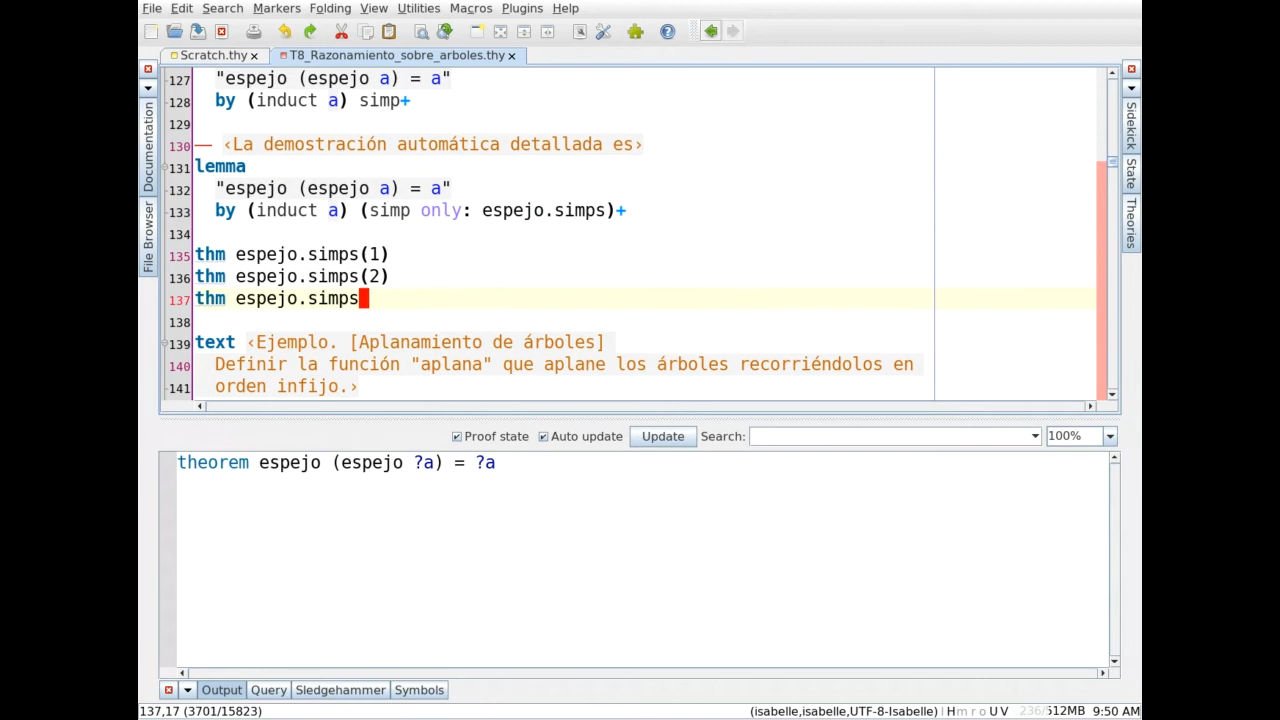 File Edit Search Markers Folding View Utilities Macros Plugins Help
Scratch.thy T8_Razonamiento_sobre_arboles.thy
127 "espejo (espejo a) = a"
128 by (induct a) simp+
129
130 — ‹La demostración automática detallada es›
131 lemma
132 "espejo (espejo a) = a"
133 by (induct a) (simp only: espejo.simps)+
134
135 thm espejo.simps(1)
136 thm espejo.simps(2)
137 thm espejo.simps
138
139 text ‹Ejemplo. [Aplanamiento de árboles]
140 Definir la función "aplana" que aplane los árboles recorriéndolos en
141 orden infijo.›
Documentation
File Browser
Sidekick
State
Theories
Proof state Auto update Update Search: 100%
theorem espejo (espejo ?a) = ?a
Output Query Sledgehammer Symbols
137,17 (3701/15823) (isabelle,isabelle,UTF-8-Isabelle) H m r o U V 236/512MB 9:50 AM